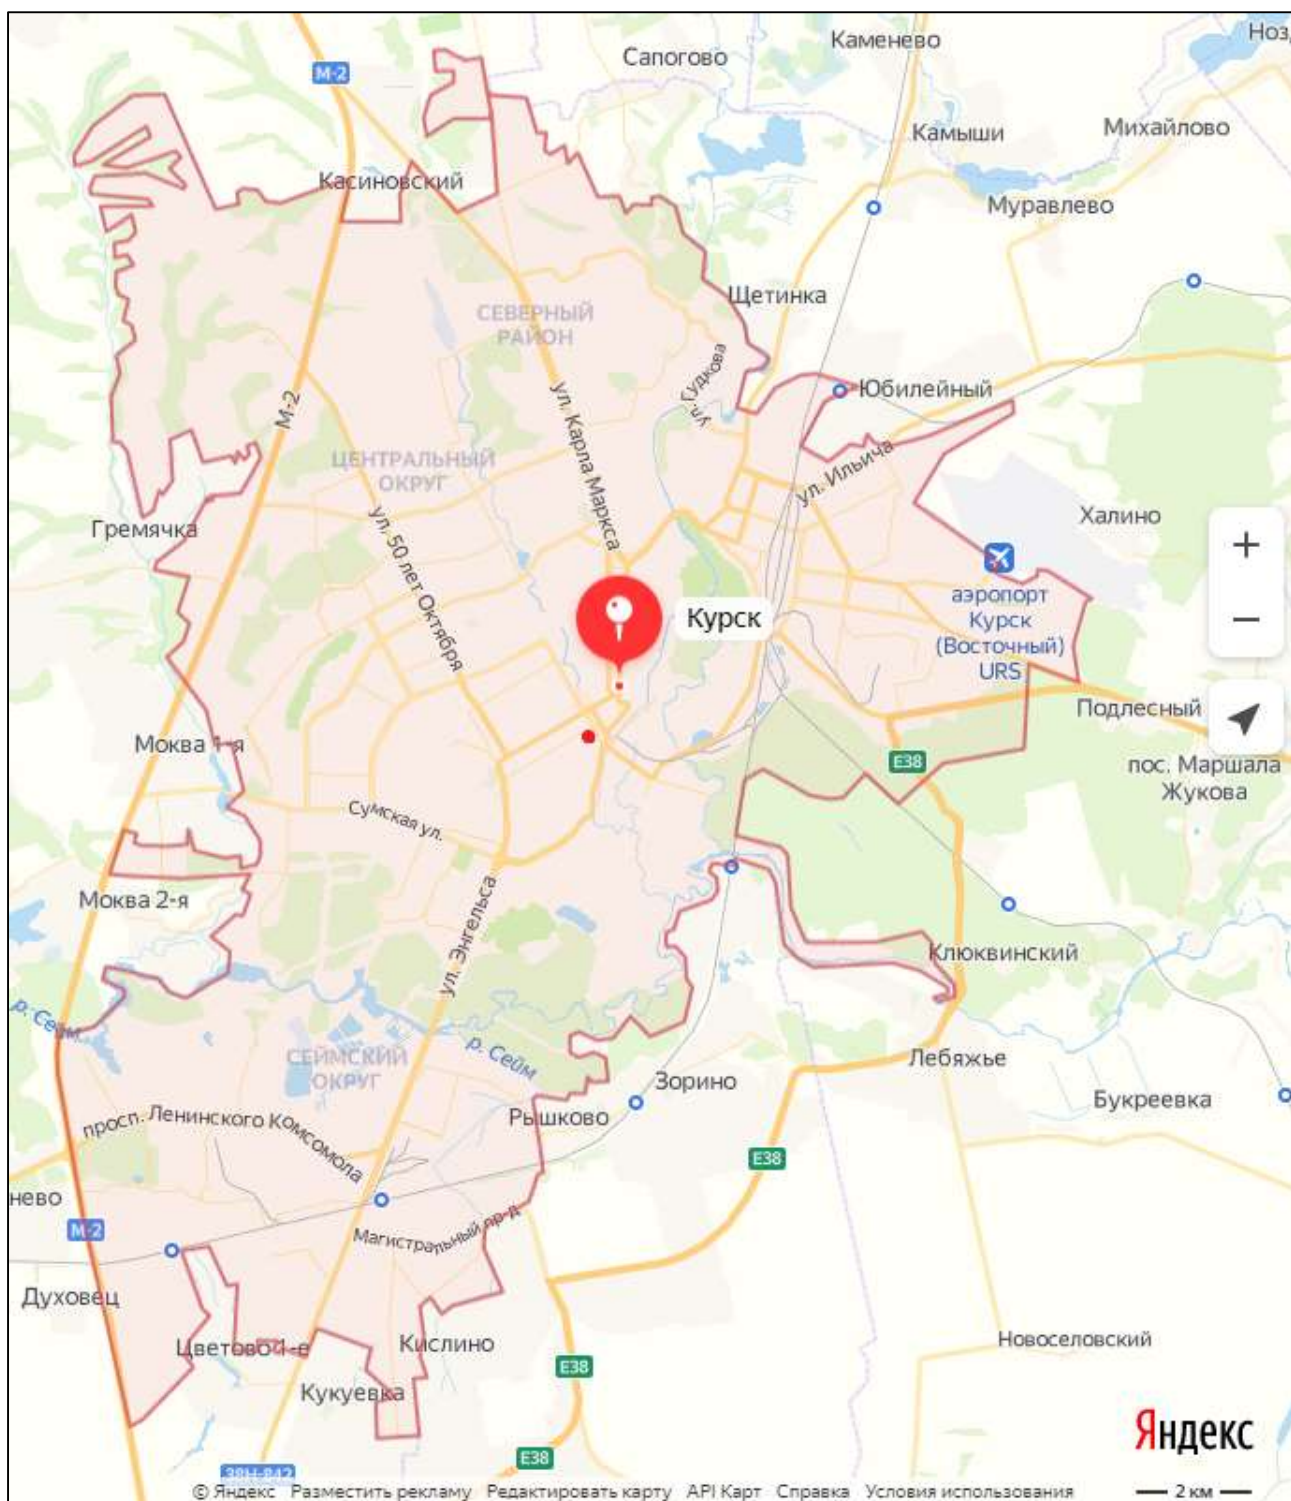 Каменево
Ноз
Сапогово
М-2
Камыши
Михайлово
Касиновский
Муравлево
Щетинка
СЕВЕРНЫЙ
РАЙОН
ул. Гудкова
Юбилейный
М-2
ул. Карла Маркса
ЦЕНТРАЛЬНЫЙ
ОКРУГ
ул. Ильича
Гремячка
Халино
ул. 50 лет Октября
аэропорт
Курск
(Восточный)
URS
Курск
Подлесный
Моква 1-я
E38
пос. Маршала
Жукова
Сумская ул.
Моква 2-я
ул. Энгельса
Клюквинский
р. Сейм
р. Сейм
СЕЙМСКИЙ
ОКРУГ
Лебяжье
Зорино
Букреевка
просп. Ленинского Комсомола
Рышково
E38
нево
М-2
Магистральный пр-д
Духовец
Цветово 1-е
Кислино
Новоселовский
E38
Кукуевка
Яндекс
E38
38Н-842
© Яндекс Разместить рекламу Редактировать карту API Карт Справка Условия использования
2 км